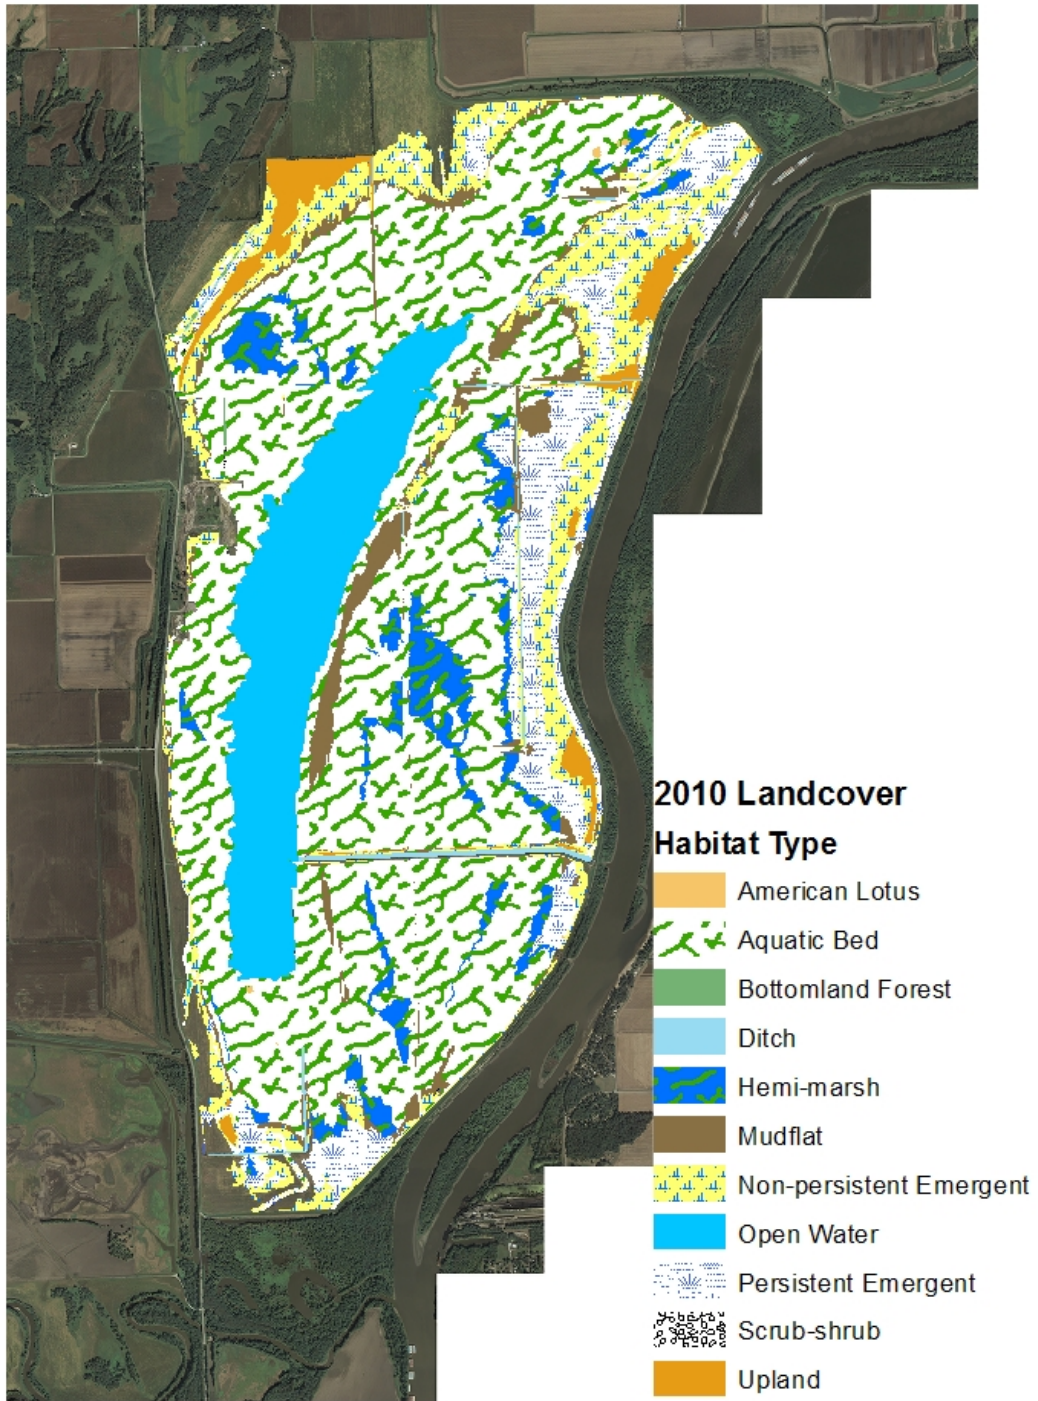 2010 Landcover
Habitat Type
American Lotus
Aquatic Bed
Bottomland Forest
Ditch
Hemi-marsh
Mudflat
Non-persistent Emergent
Open Water
Persistent Emergent
Scrub-shrub
Upland